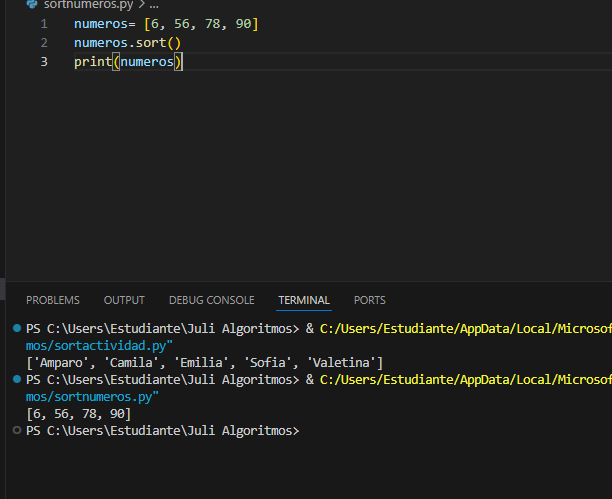 sortnumeros.py > ...
1 numeros= [6, 56, 78, 90]
2 numeros.sort()
3 print(numeros)
PROBLEMS OUTPUT DEBUG CONSOLE TERMINAL PORTS
PS C:\Users\Estudiante\Juli Algoritmos> & C:/Users/Estudiante/AppData/Local/Microsof
mos/sortactividad.py"
['Amparo', 'Camila', 'Emilia', 'Sofia', 'Valetina']
PS C:\Users\Estudiante\Juli Algoritmos> & C:/Users/Estudiante/AppData/Local/Microsof
mos/sortnumeros.py"
[6, 56, 78, 90]
PS C:\Users\Estudiante\Juli Algoritmos>